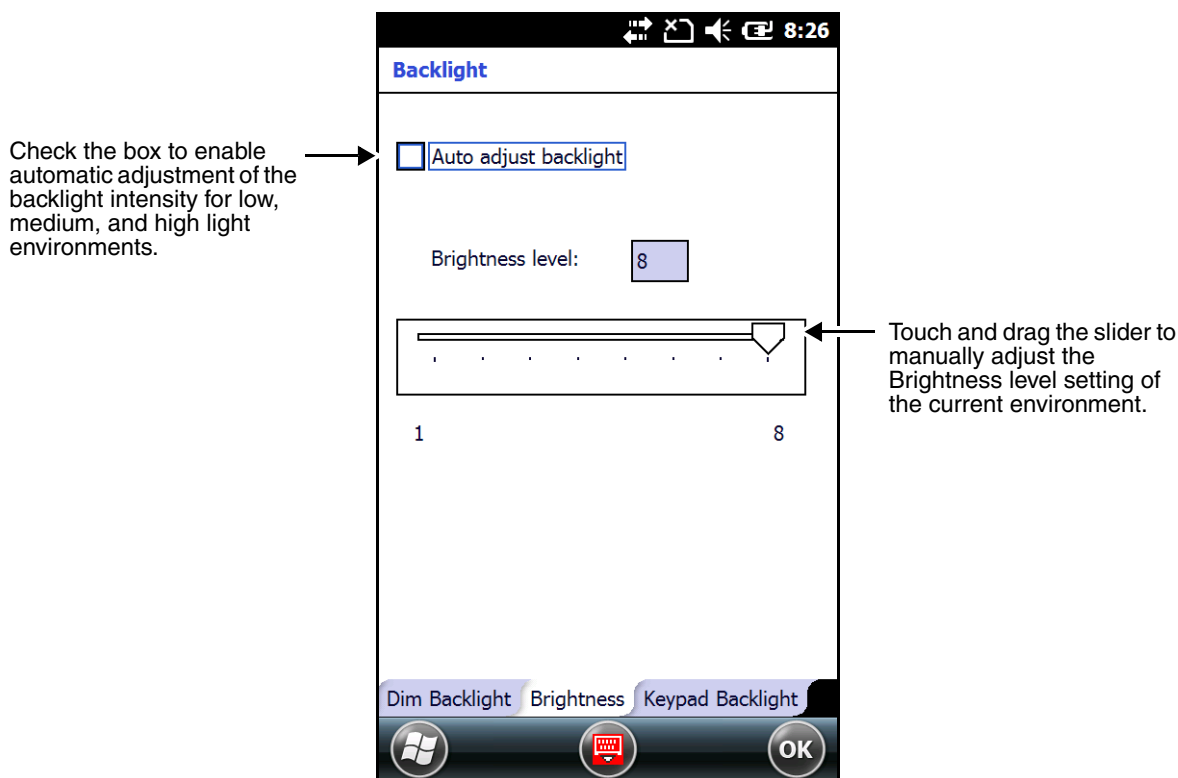 8:26
Backlight
Check the box to enable
automatic adjustment of the
backlight intensity for low,
medium, and high light
environments.
Auto adjust backlight
Brightness level:
8
Touch and drag the slider to
manually adjust the
Brightness level setting of
the current environment.
1 8
Dim Backlight Brightness Keypad Backlight
OK